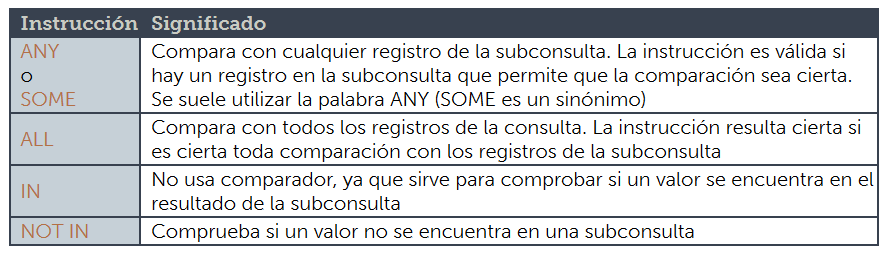 Instrucción Significado
ANY
o
SOME
Compara con cualquier registro de la subconsulta. La instrucción es válida si
hay un registro en la subconsulta que permite que la comparación sea cierta.
Se suele utilizar la palabra ANY (SOME es un sinónimo)
ALL
Compara con todos los registros de la consulta. La instrucción resulta cierta si
es cierta toda comparación con los registros de la subconsulta
IN
No usa comparador, ya que sirve para comprobar si un valor se encuentra en el
resultado de la subconsulta
NOT IN
Comprueba si un valor no se encuentra en una subconsulta